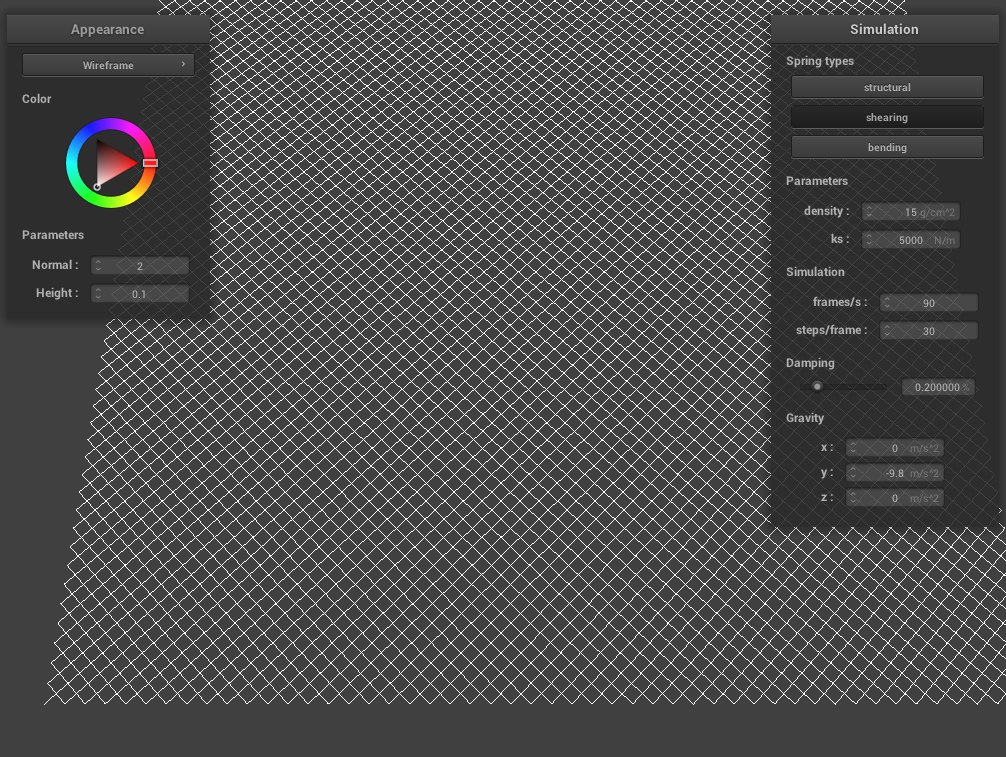 Appearance
Wireframe
Color
Parameters
Normal : 2
Height : 0.1
Simulation
Spring types
structural
shearing
bending
Parameters
density : 15 g/cm^2
ks : 5000 N/m
Simulation
frames/s : 90
steps/frame : 30
Damping
0.200000 %
Gravity
x : 0 m/s^2
y : -9.8 m/s^2
z : 0 m/s^2